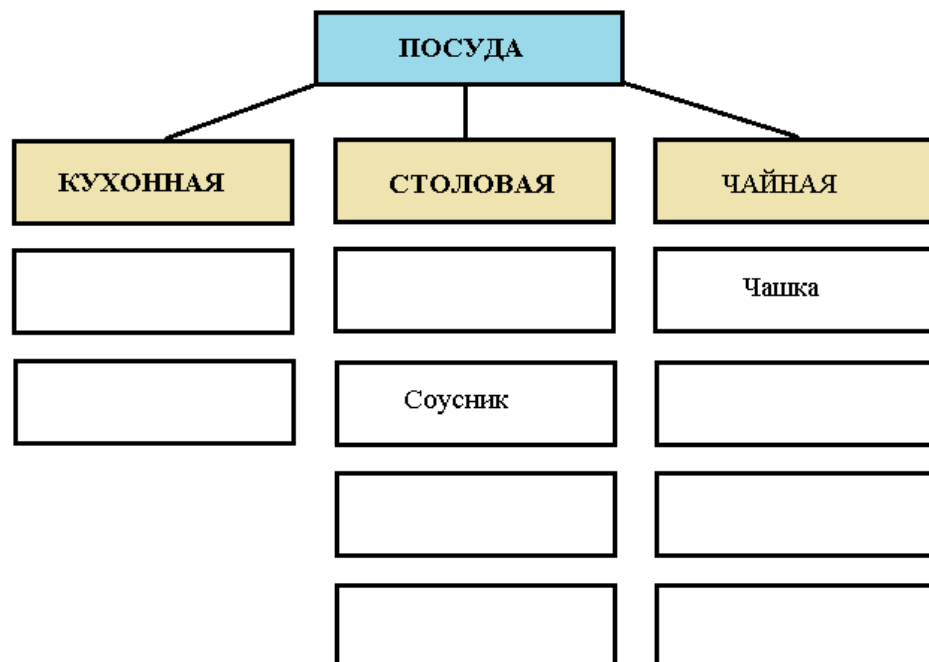 ПОСУДА
КУХОННАЯ
СТОЛОВАЯ
ЧАЙНАЯ
Чашка
Соусник